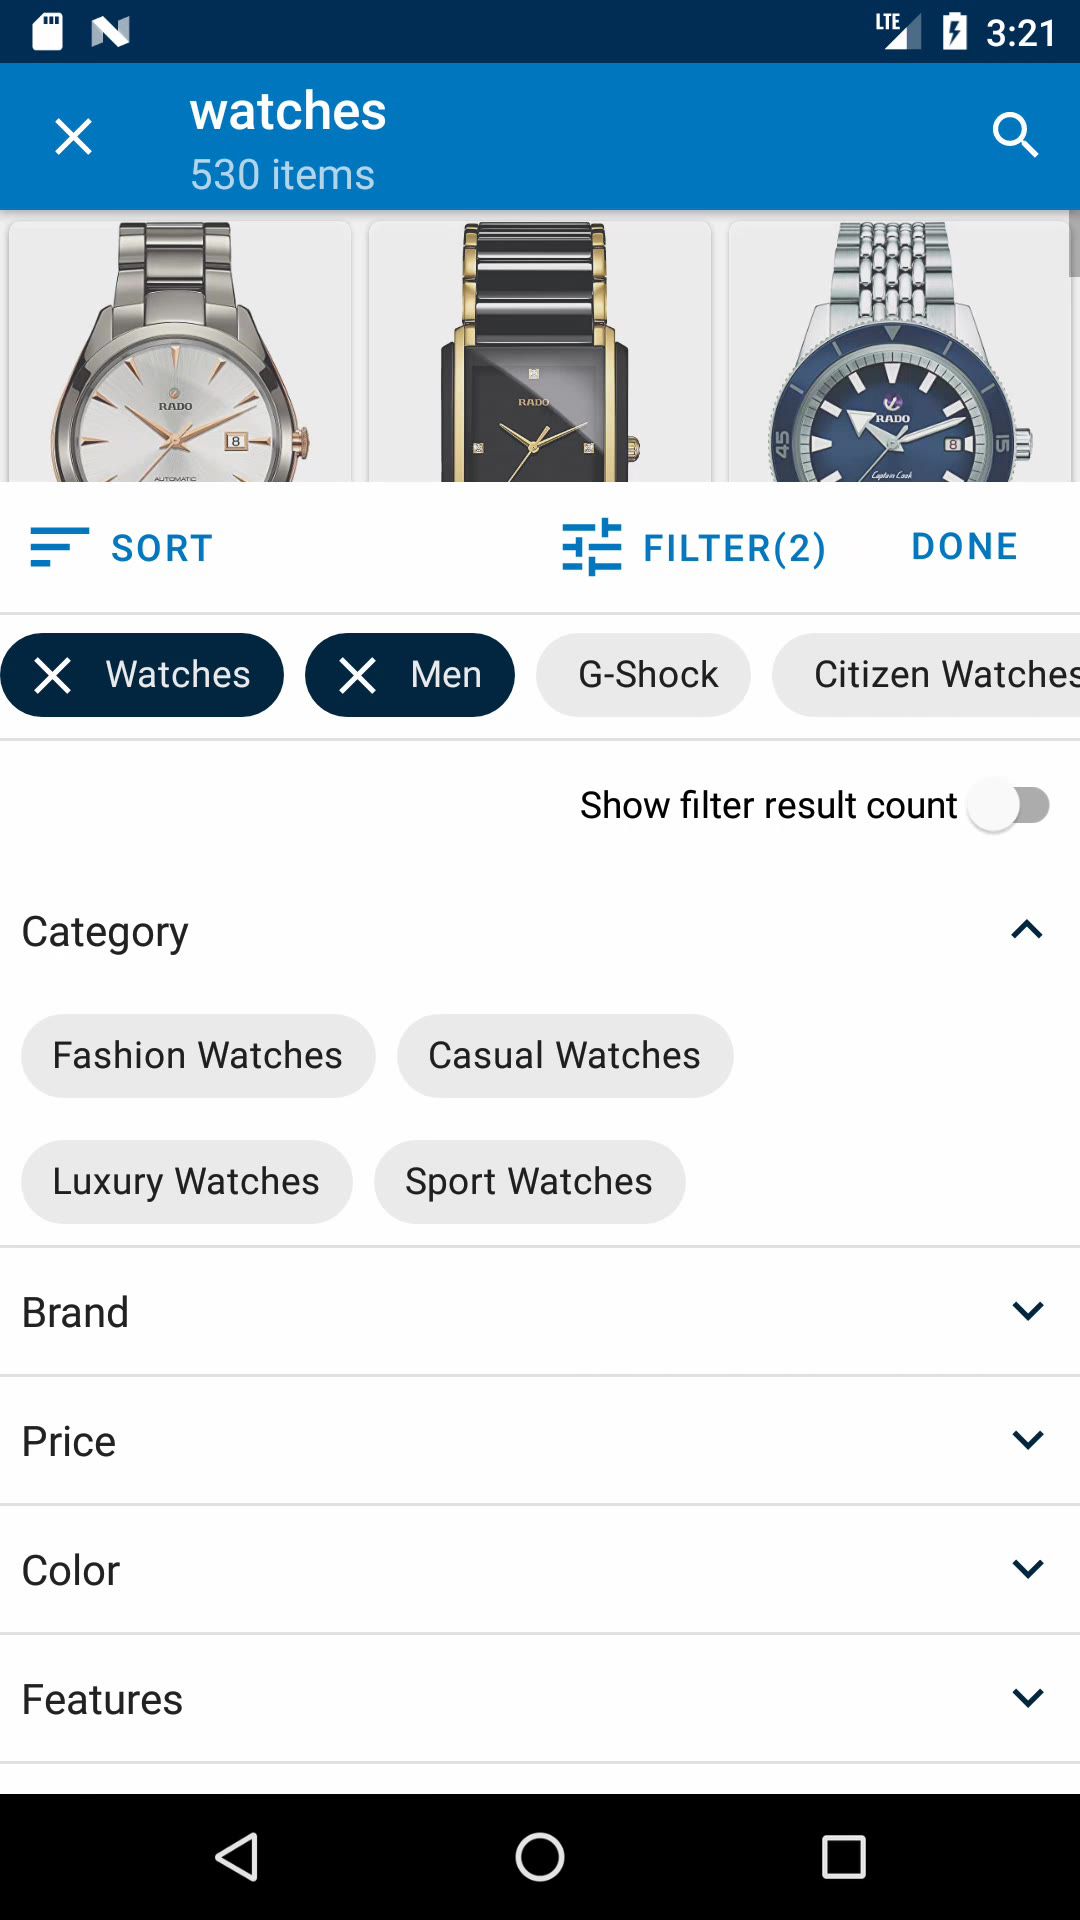 LTE 3:21
watches
530 items
RADO
8
AUTOMATIC
RADO
RADO
8
45
15
Captain Cook
SORT
FILTER(2)
DONE
Watches
Men
G-Shock
Citizen Watches
Show filter result count
Category
Fashion Watches
Casual Watches
Luxury Watches
Sport Watches
Brand
Price
Color
Features